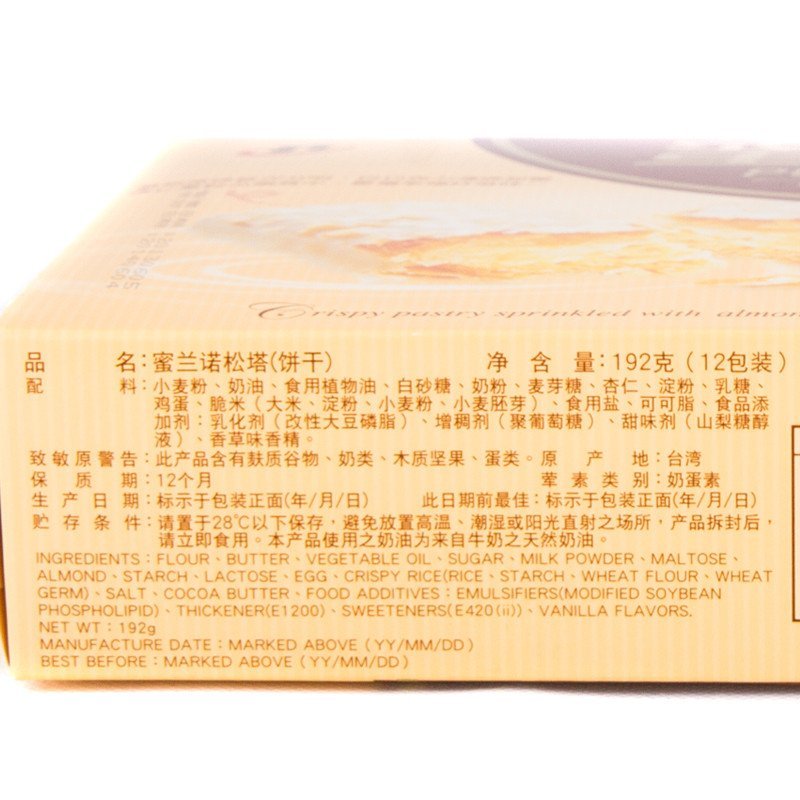 Crispy pastry sprinkled with almon
品 名：蜜兰诺松塔(饼干) 净 含 量：192克（12包装）
配 料：小麦粉、奶油、食用植物油、白砂糖、奶粉、麦芽糖、杏仁、淀粉、乳糖、
鸡蛋、脆米（大米、淀粉、小麦粉、小麦胚芽）、食用盐、可可脂、食品添
加剂：乳化剂（改性大豆磷脂）、增稠剂（聚葡萄糖）、甜味剂（山梨糖醇
液）、香草味香精。
致敏原警告：此产品含有麸质谷物、奶类、木质坚果、蛋类。原 产 地：台湾
保 质 期：12个月 荤 素 类 别：奶蛋素
生 产 日 期：标示于包装正面(年/月/日) 此日期前最佳：标示于包装正面(年/月/日)
贮 存 条 件：请置于28℃以下保存，避免放置高温、潮湿或阳光直射之场所，产品拆封后，
请立即食用。本产品使用之奶油为来自牛奶之天然奶油。
INGREDIENTS：FLOUR、BUTTER、VEGETABLE OIL、SUGAR、MILK POWDER、MALTOSE、
ALMOND、STARCH、LACTOSE、EGG、CRISPY RICE(RICE、STARCH、WHEAT FLOUR、WHEAT
GERM)、SALT、COCOA BUTTER、FOOD ADDITIVES：EMULSIFIERS(MODIFIED SOYBEAN
PHOSPHOLIPID)、THICKENER(E1200)、SWEETENERS(E420(ii))、VANILLA FLAVORS.
NET WT：192g
MANUFACTURE DATE：MARKED ABOVE（YY/MM/DD）
BEST BEFORE：MARKED ABOVE（YY/MM/DD）